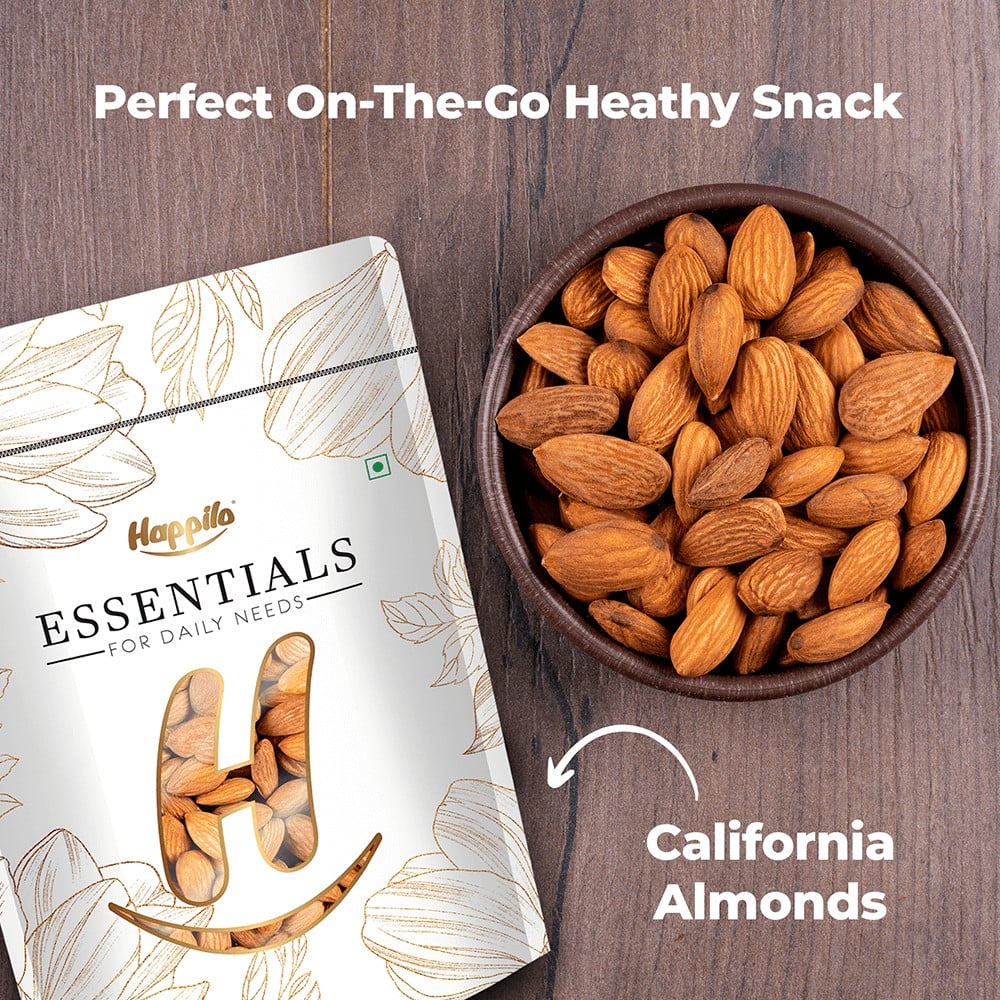 Perfect On-The-Go Heathy Snack
Happilo
ESSENTIALS
FOR DAILY NEEDS
H
California
Almonds